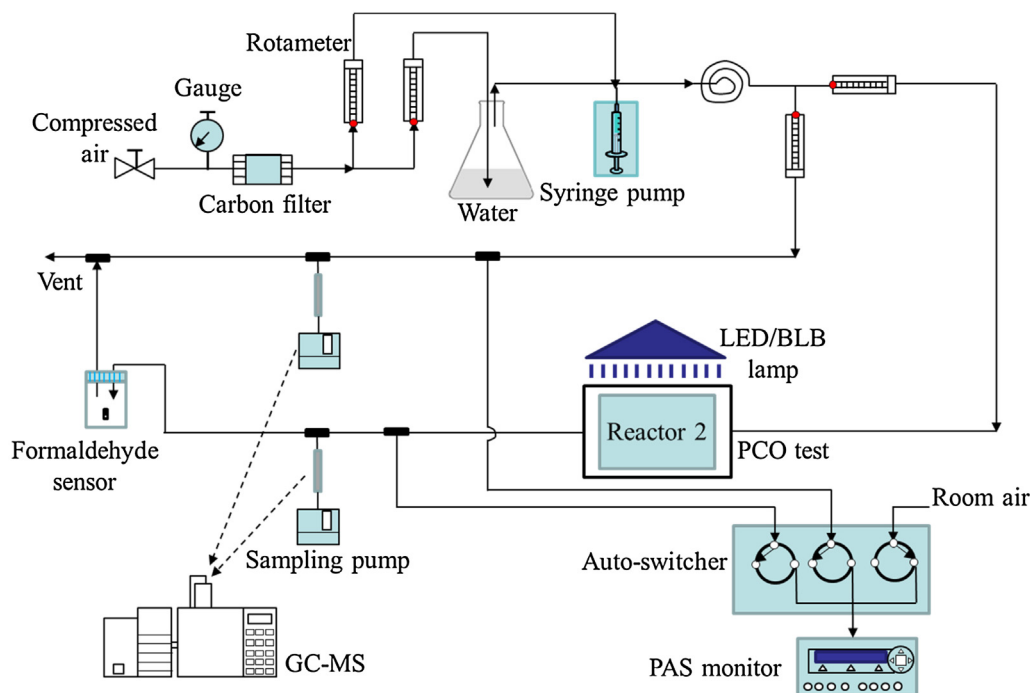 Rotameter
Gauge
Compressed
air
Carbon filter
Water
Syringe pump
Vent
LED/BLB
lamp
Reactor 2
PCO test
Formaldehyde
sensor
Sampling pump
Room air
Auto-switcher
GC-MS
PAS monitor